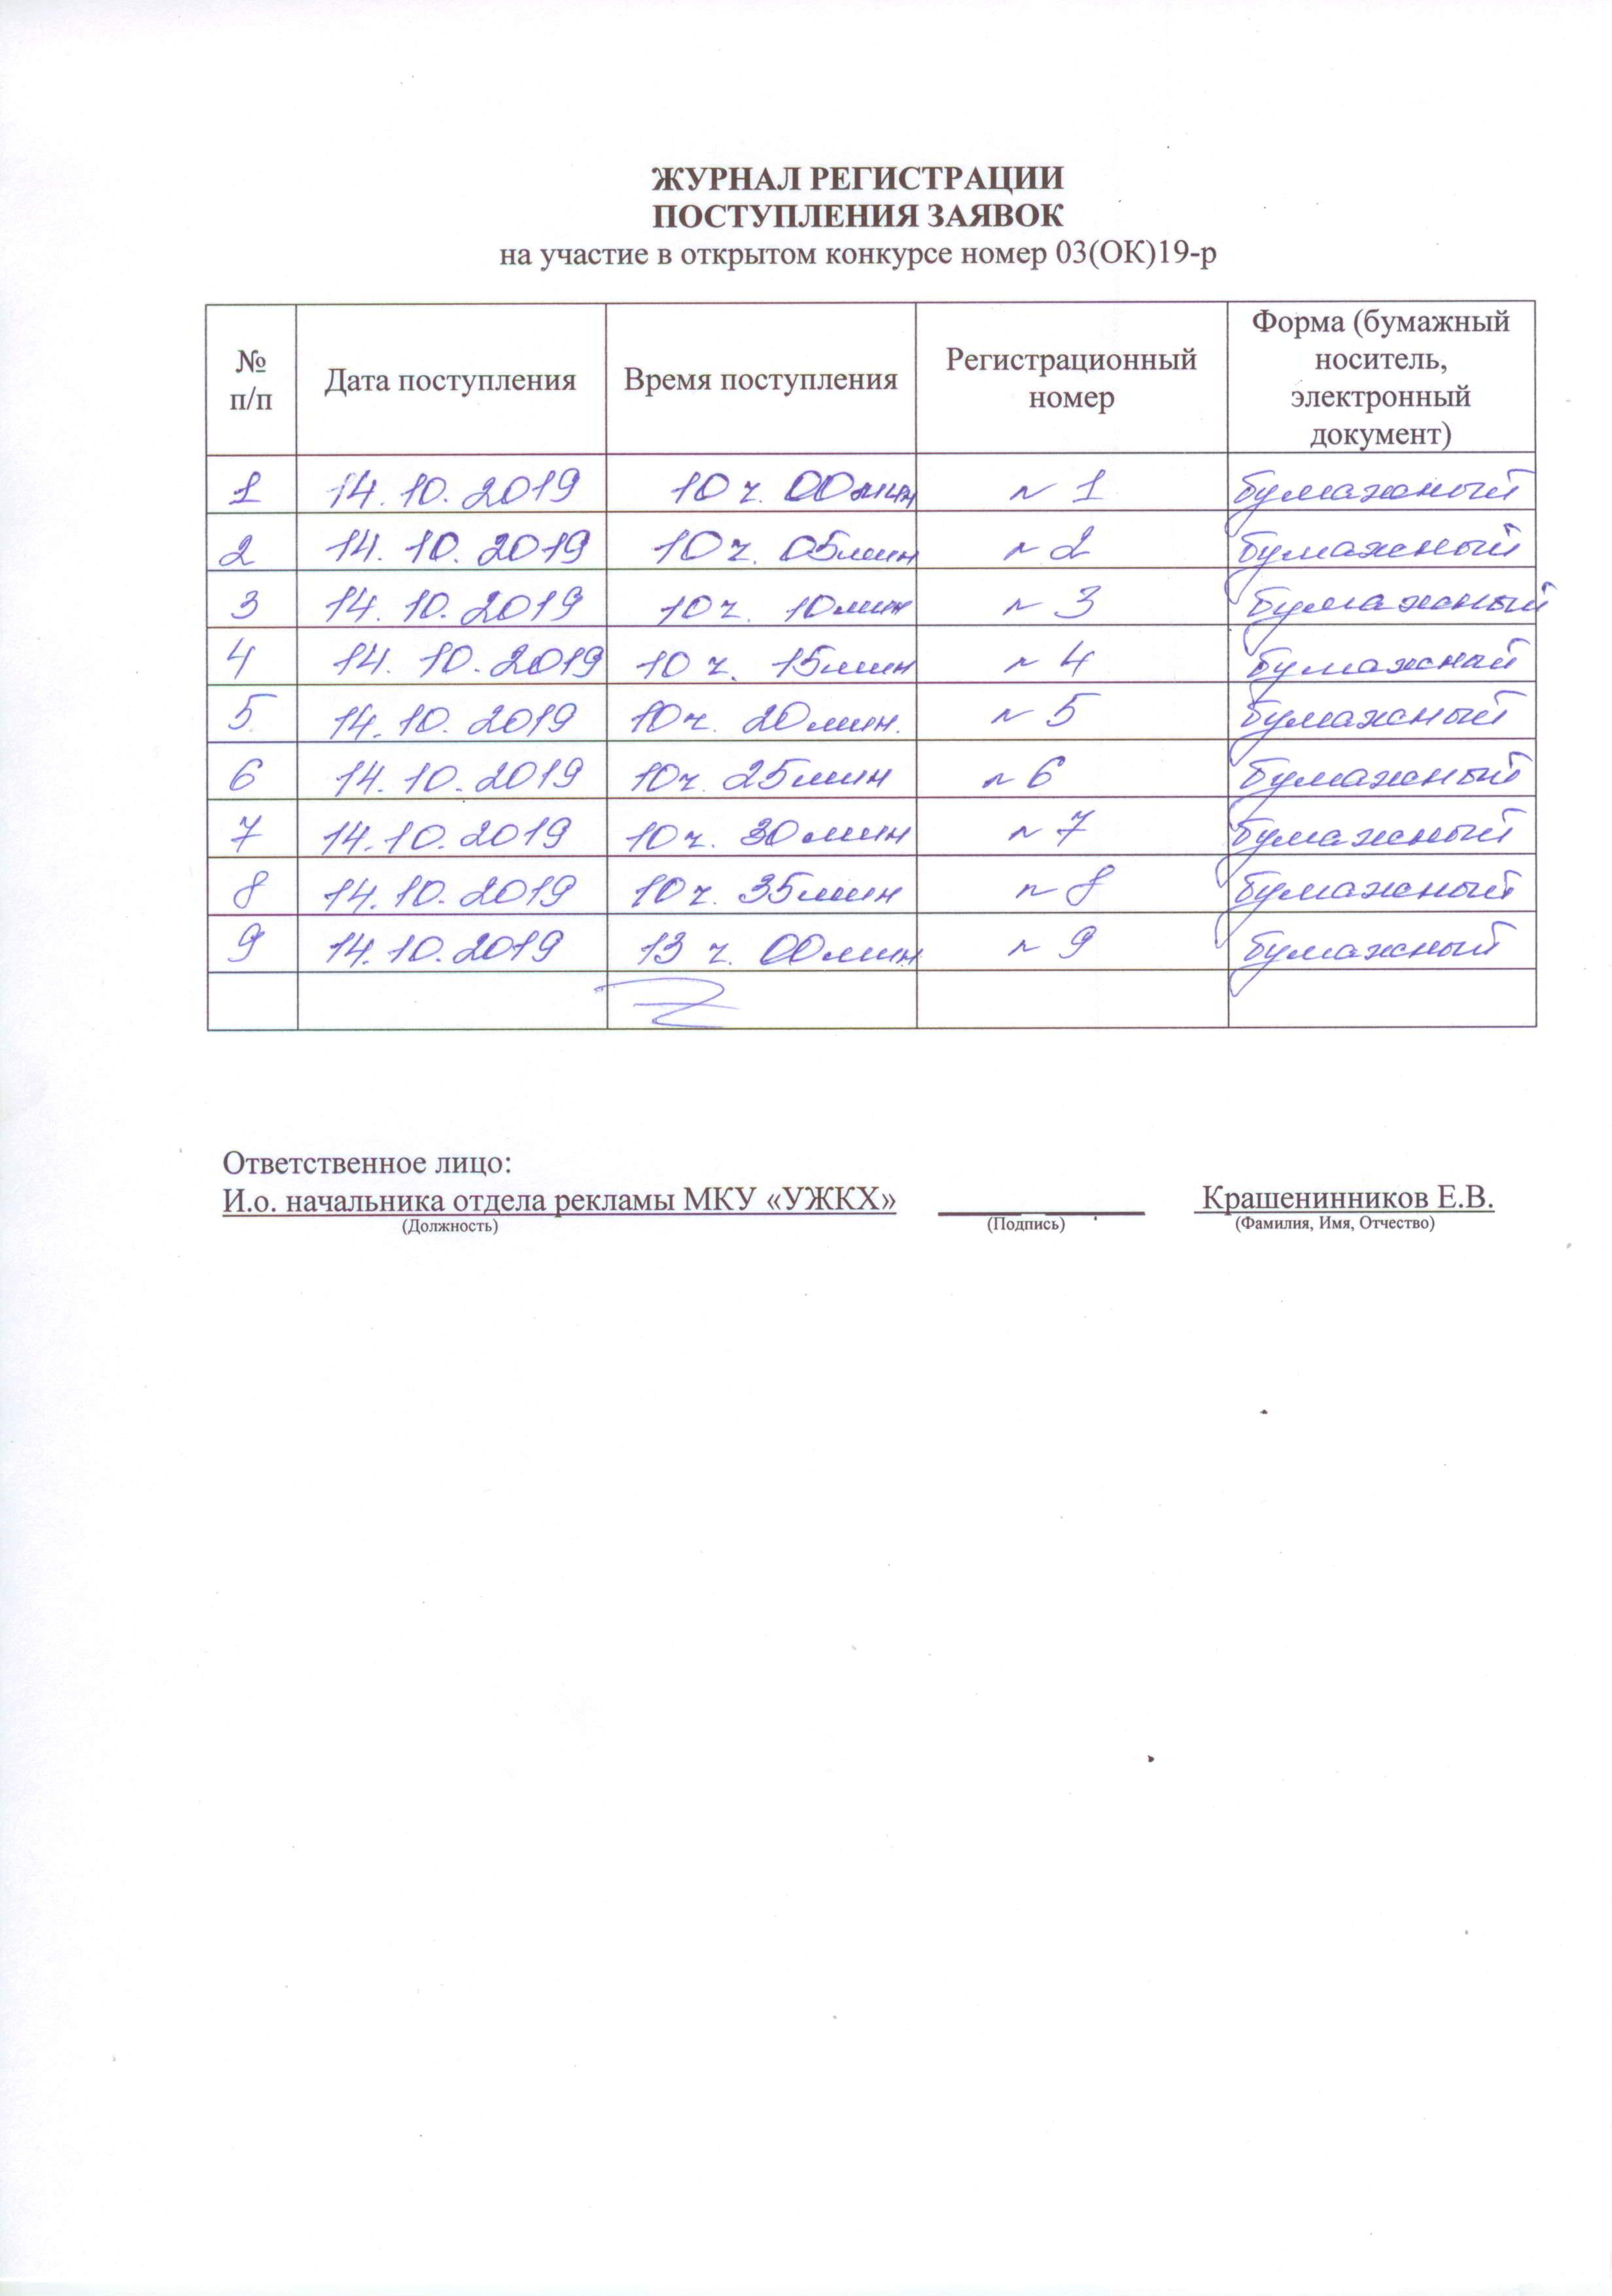 ЖУРНАЛ РЕГИСТРАЦИИ
ПОСТУПЛЕНИЯ ЗАЯВОК
на участие в открытом конкурсе номер 03(ОК)19-р
№ п/п Дата поступления Время поступления Регистрационный номер Форма (бумажный носитель, электронный документ)
1 14.10.2019 10 ч. 00 мин № 1 бумажный
2 14.10.2019 10 ч. 05 мин № 2 бумажный
3 14.10.2019 10 ч. 10 мин № 3 бумажный
4 14.10.2019 10 ч. 15 мин № 4 бумажный
5 14.10.2019 10 ч. 20 мин. № 5 бумажный
6 14.10.2019 10 ч. 25 мин № 6 бумажный
7 14.10.2019 10 ч. 30 мин № 7 бумажный
8 14.10.2019 10 ч. 35 мин № 8 бумажный
9 14.10.2019 13 ч. 00 мин № 9 бумажный
Ответственное лицо:
И.о. начальника отдела рекламы МКУ «УЖКХ» Крашенинников Е.В.
(Должность) (Подпись) (Фамилия, Имя, Отчество)